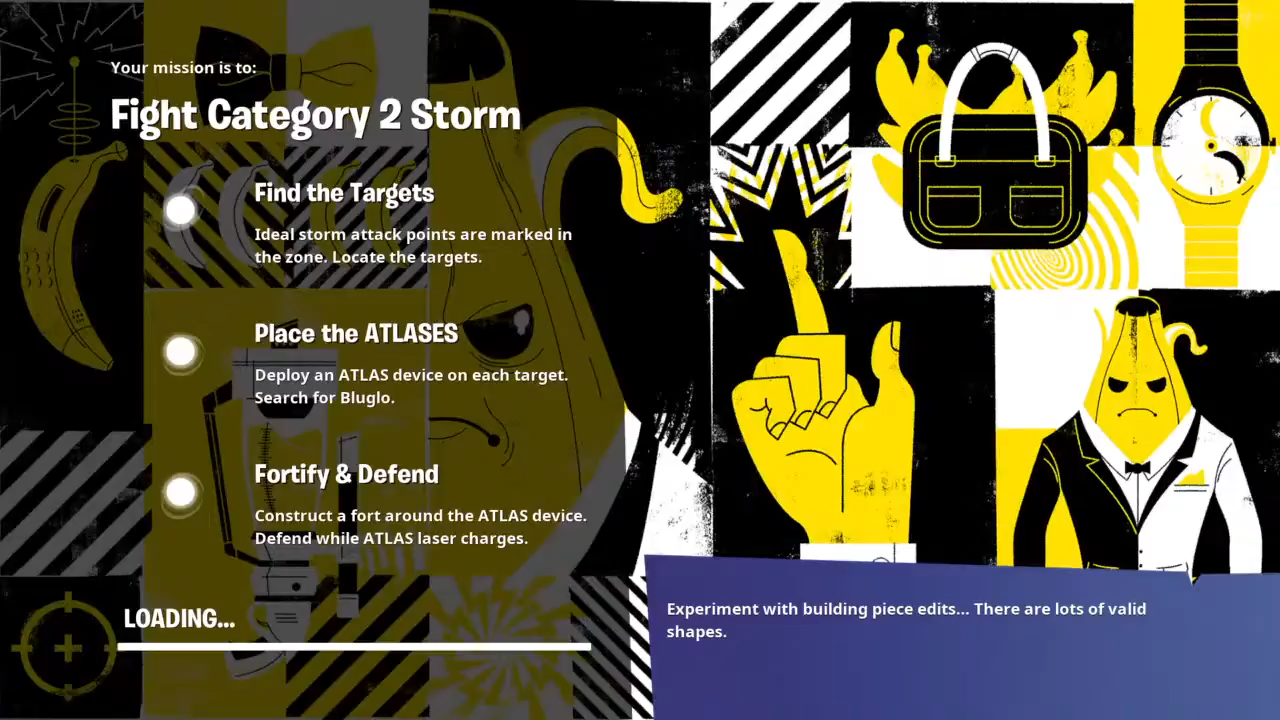 Your mission is to:
Fight Category 2 Storm
Find the Targets
Ideal storm attack points are marked in
the zone. Locate the targets.
Place the ATLASES
Deploy an ATLAS device on each target.
Search for Bluglo.
Fortify & Defend
Construct a fort around the ATLAS device.
Defend while ATLAS laser charges.
LOADING...
Experiment with building piece edits... There are lots of valid
shapes.